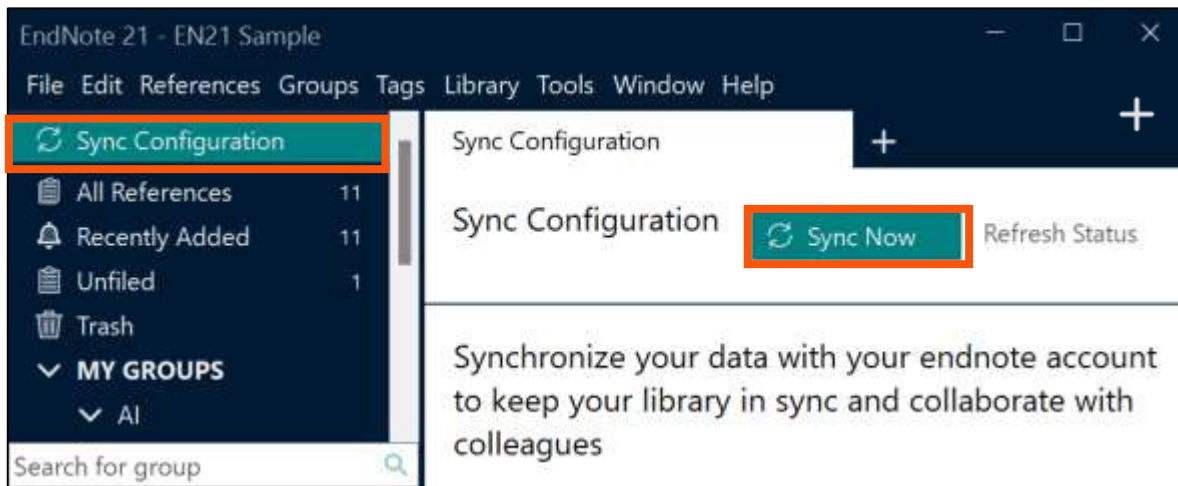 EndNote 21 - EN21 Sample
File Edit References Groups Tags Library Tools Window Help
Sync Configuration
All References 11
Recently Added 11
Unfiled 1
Trash
MY GROUPS
AI
Search for group
Sync Configuration
Sync Configuration Sync Now Refresh Status
Synchronize your data with your endnote account
to keep your library in sync and collaborate with
colleagues